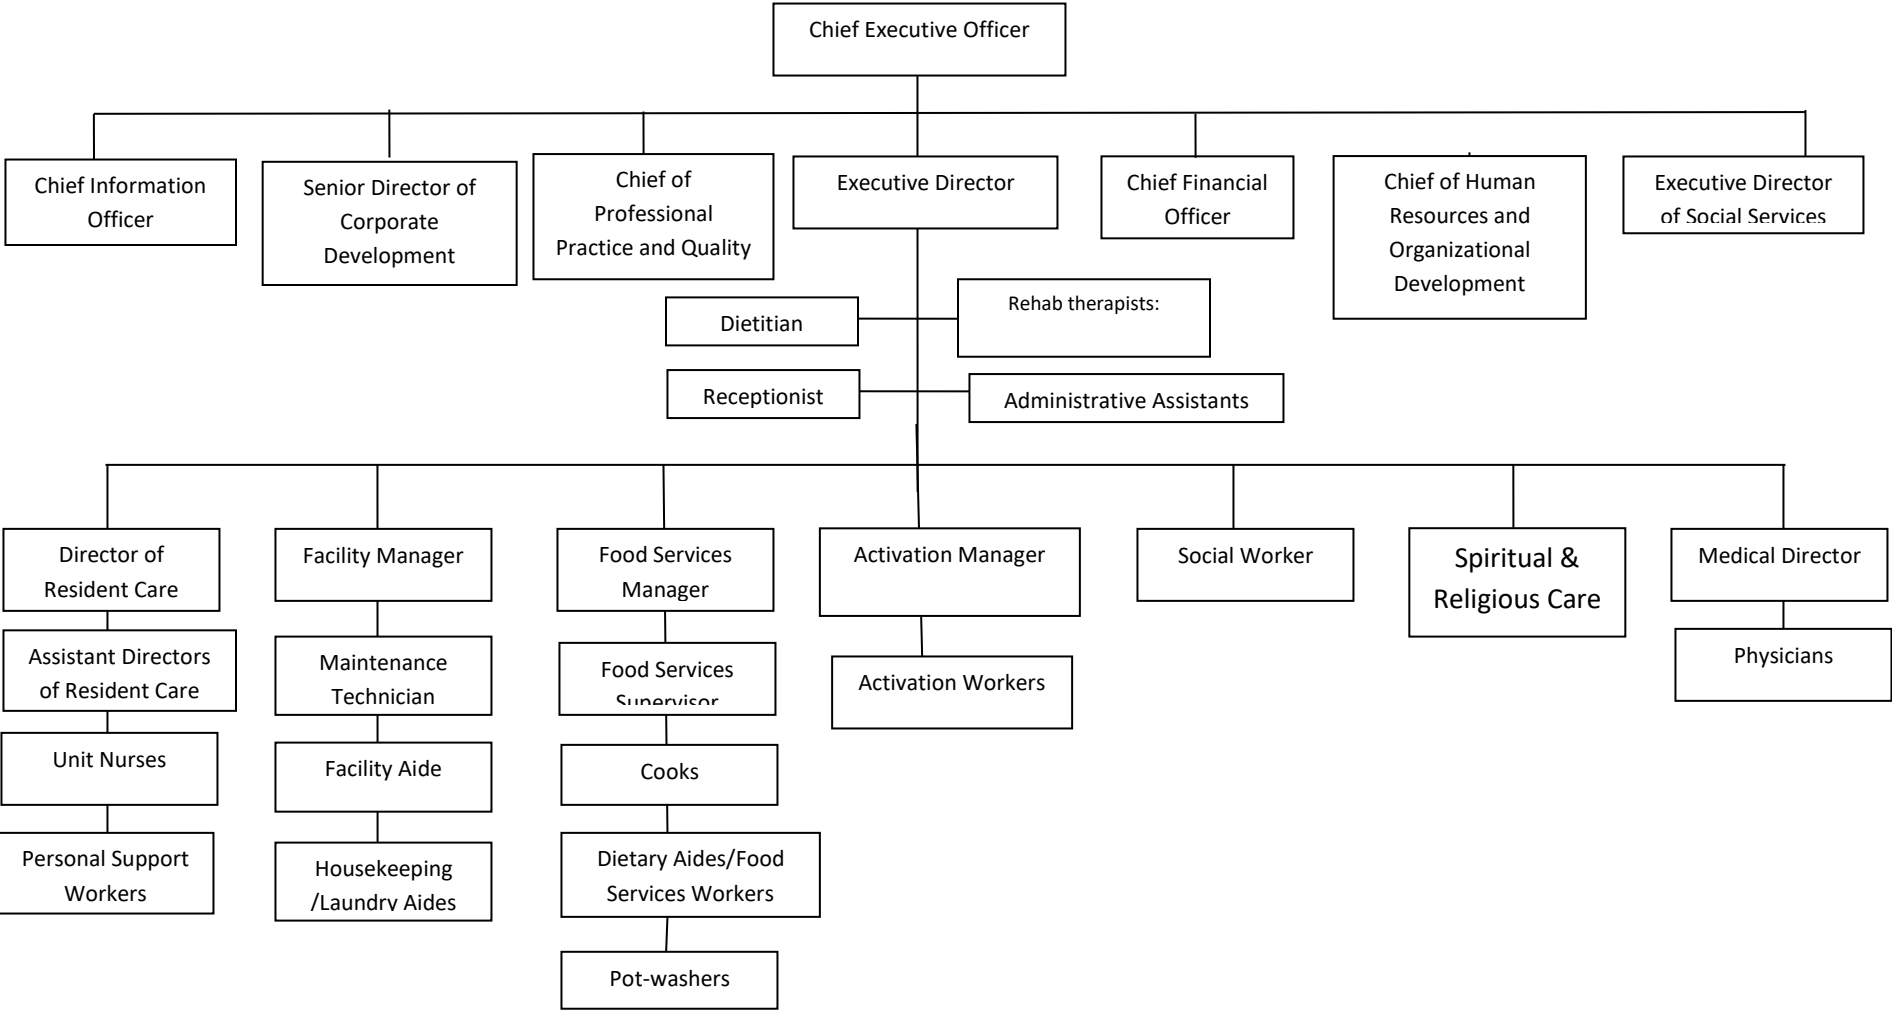 Chief Executive Officer
Chief Information
Officer
Senior Director of
Corporate
Development
Chief of
Professional
Practice and Quality
Executive Director
Chief Financial
Officer
Chief of Human
Resources and
Organizational
Development
Executive Director
of Social Services
Dietitian
Rehab therapists:
Receptionist
Administrative Assistants
Director of
Resident Care
Facility Manager
Food Services
Manager
Activation Manager
Social Worker
Spiritual &
Religious Care
Medical Director
Assistant Directors
of Resident Care
Maintenance
Technician
Food Services
Supervisor
Activation Workers
Physicians
Unit Nurses
Facility Aide
Cooks
Personal Support
Workers
Housekeeping
/Laundry Aides
Dietary Aides/Food
Services Workers
Pot-washers